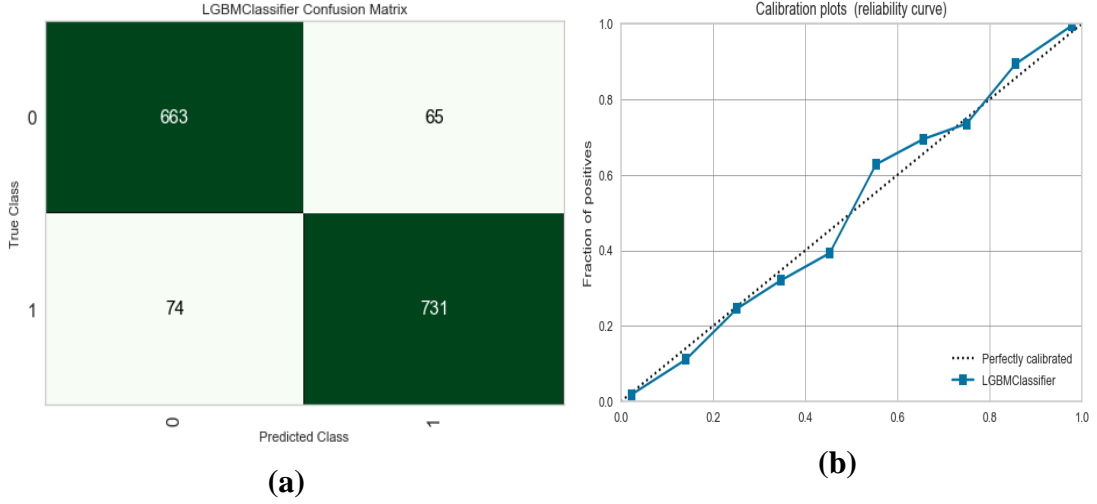 LGBMClassifier Confusion Matrix
0
663
65
True Class
1
74
731
0
1
Predicted Class
(a)
Calibration plots (reliability curve)
1.0
0.8
Fraction of positives
0.6
0.4
0.2
0.0
Perfectly calibrated
LGBMClassifier
0.0 0.2 0.4 0.6 0.8 1.0
(b)